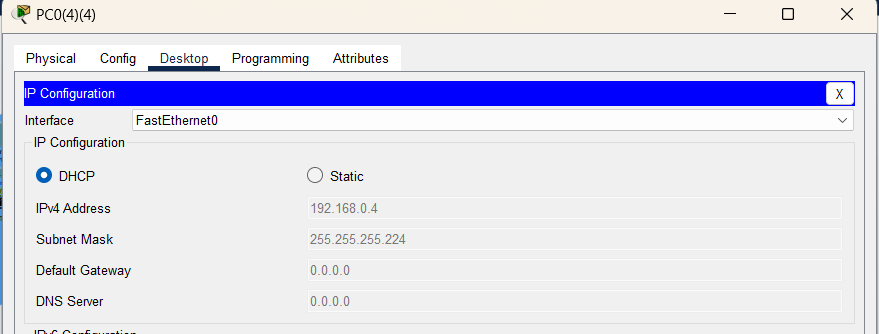 PC0(4)(4)
Physical Config Desktop Programming Attributes
IP Configuration X
Interface FastEthernet0
IP Configuration
DHCP Static
IPv4 Address 192.168.0.4
Subnet Mask 255.255.255.224
Default Gateway 0.0.0.0
DNS Server 0.0.0.0
IPv6 Configuration